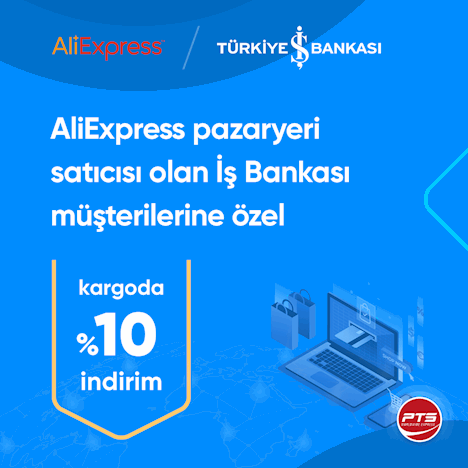 AliExpress
TÜRKİYE İŞ BANKASI
AliExpress pazaryeri
satıcısı olan İş Bankası
müşterilerine özel
kargoda
%10
indirim
PTS